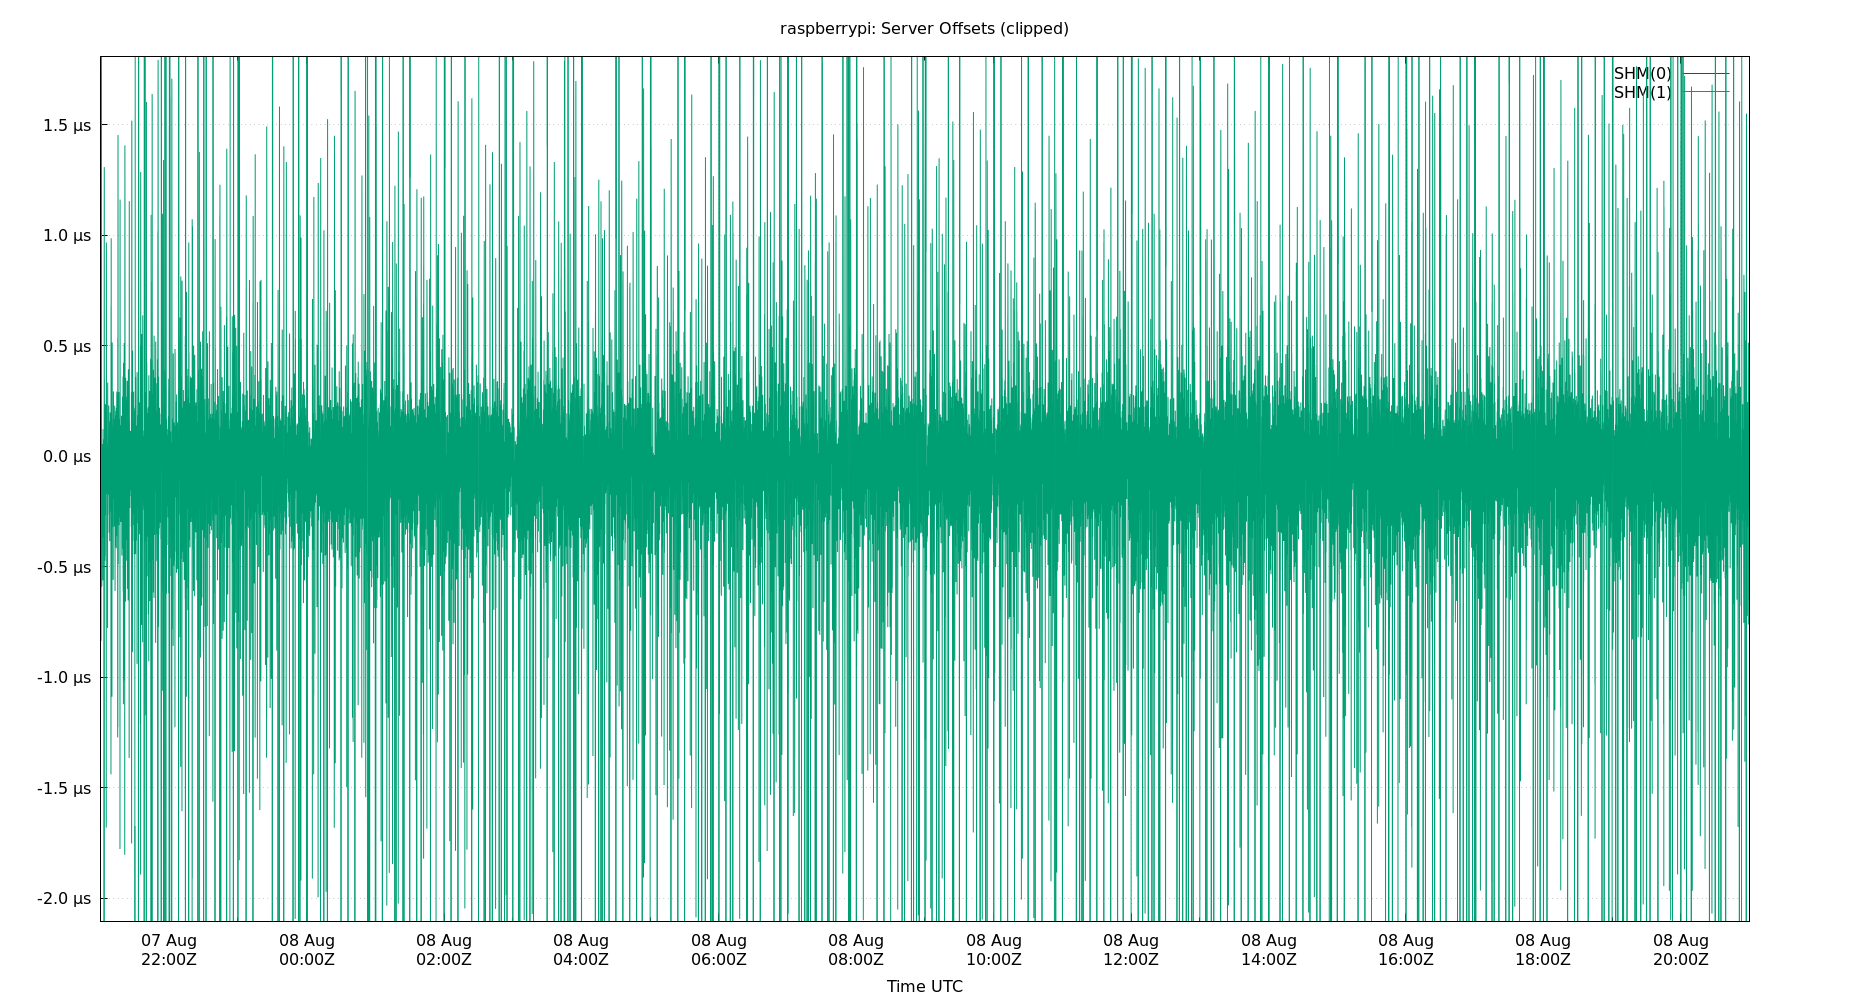 raspberrypi: Server Offsets (clipped)
SHM(0)
SHM(1)
1.5 µs
1.0 µs
0.5 µs
0.0 µs
-0.5 µs
-1.0 µs
-1.5 µs
-2.0 µs
07 Aug 08 Aug 08 Aug 08 Aug 08 Aug 08 Aug 08 Aug 08 Aug 08 Aug 08 Aug 08 Aug 08 Aug
22:00Z 00:00Z 02:00Z 04:00Z 06:00Z 08:00Z 10:00Z 12:00Z 14:00Z 16:00Z 18:00Z 20:00Z
Time UTC